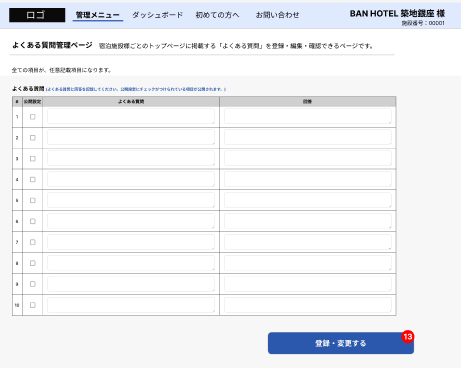 ロゴ 管理メニュー ダッシュボード 初めての方へ お問い合わせ BAN HOTEL 築地銀座 様
施設番号：00001
よくある質問管理ページ 宿泊施設様ごとのトップページに掲載する「よくある質問」を登録・編集・確認できるページです。
全ての項目が、任意記載項目になります。
よくある質問 (よくある質問と回答を記載してください。公開設定にチェックがつけられている項目が公開されます。)
# 公開設定 よくある質問 回答
1
2
3
4
5
6
7
8
9
10
登録・変更する 13